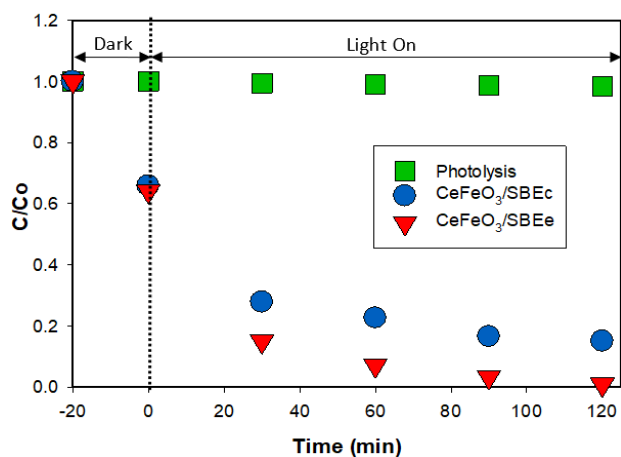 1.2
Dark
Light On
1.0
0.8
0.6
0.4
0.2
0.0
C/Co
Photolysis
CeFeO₃/SBEc
CeFeO₃/SBEe
-20 0 20 40 60 80 100 120
Time (min)